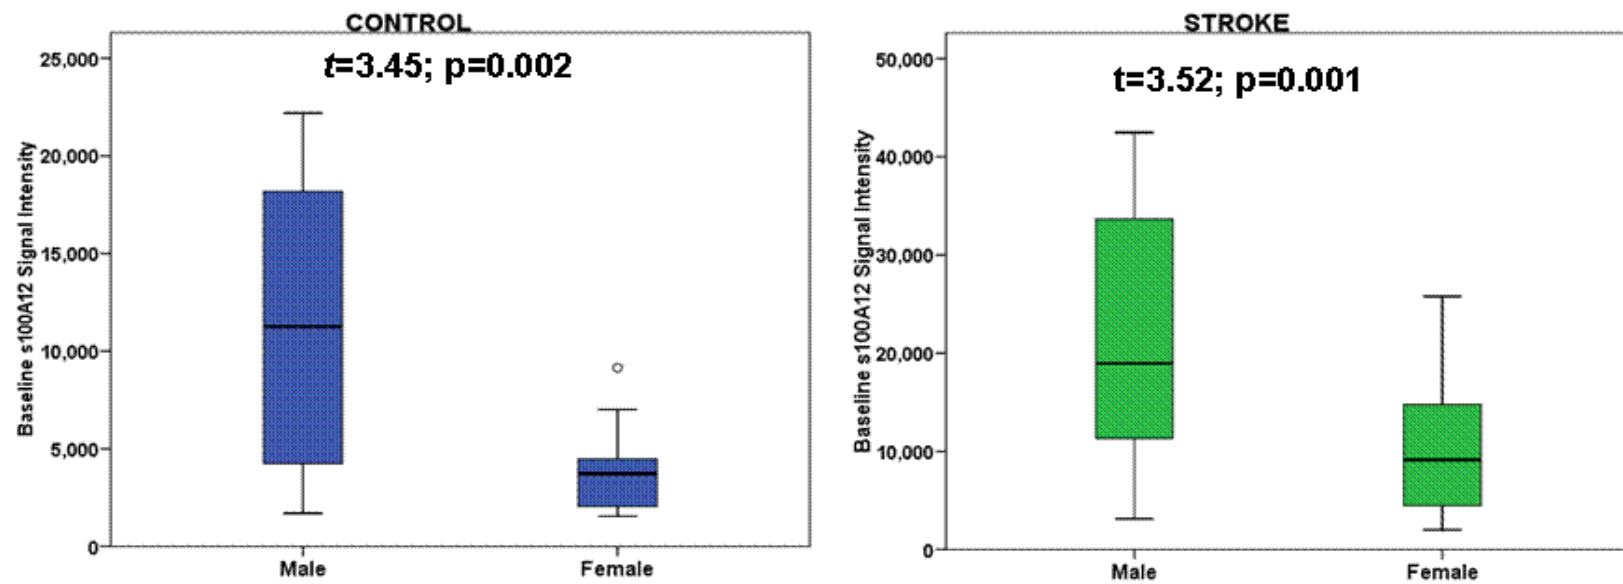 CONTROL
t=3.45; p=0.002
Baseline s100A12 Signal Intensity
25,000
20,000
15,000
10,000
5,000
0
Male Female
STROKE
t=3.52; p=0.001
Baseline s100A12 Signal Intensity
50,000
40,000
30,000
20,000
10,000
0
Male Female